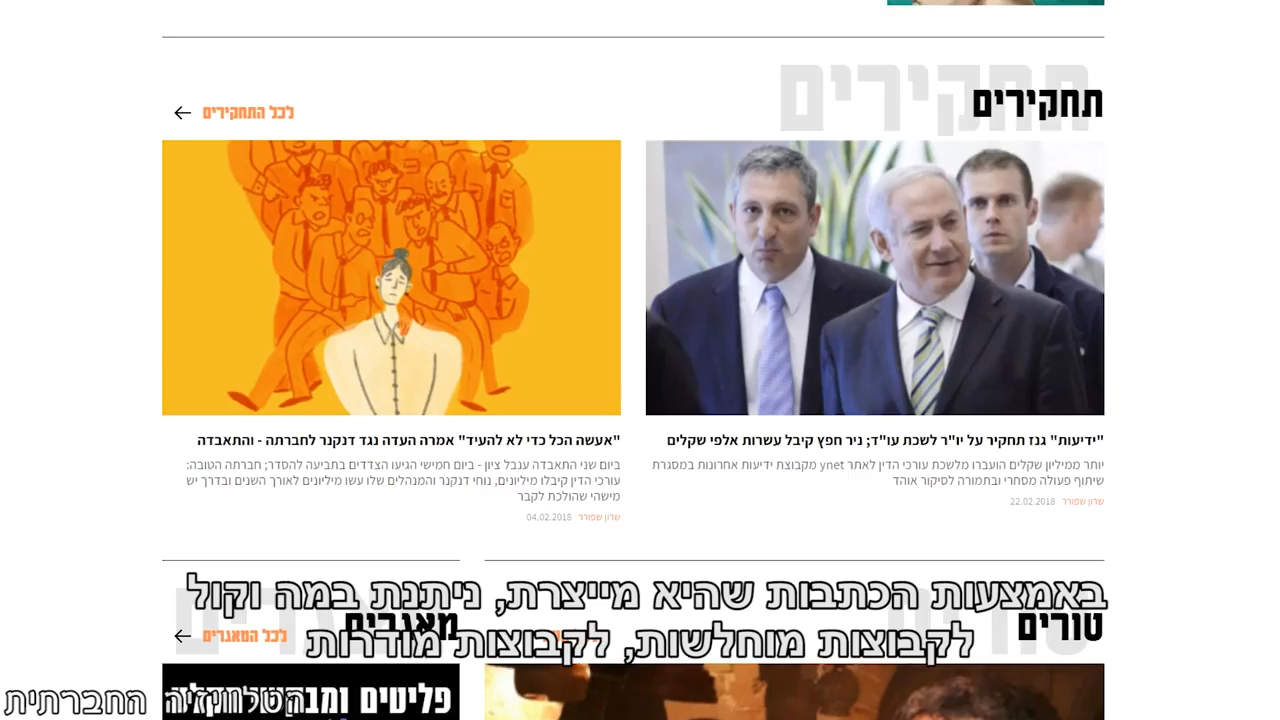 תחקירים
לכל התחקירים
"ידיעות" גנז תחקיר על יו"ר לשכת עו"ד; ניר חפץ קיבל עשרות אלפי שקלים
יותר ממיליון שקלים הועברו מלשכת עורכי הדין לאתר ynet מקבוצת ידיעות אחרונות במסגרת
שיתוף פעולה מסחרי ובתמורה לסיקור אוהד
שרון שפורר 22.02.2018
"אעשה הכל כדי לא להעיד" אמרה העדה נגד דנקנר לחברתה - והתאבדה
ביום שני התאבדה ענבל ציון - ביום חמישי הגיעו הצדדים בתביעה להסדר; חברתה הטובה:
עורכי הדין קיבלו מיליונים, נוחי דנקנר והמנהלים שלו עשו מיליונים לאורך השנים ובדרך יש
מישהי שהולכת לקבר
שרון שפורר 04.02.2018
באמצעות הכתבות שהיא מייצרת, ניתנת במה וקול
לקבוצות מוחלשות, לקבוצות מודרות
טורים
מאגרים
לכל המאגרים
פליטים ומב
החברתית